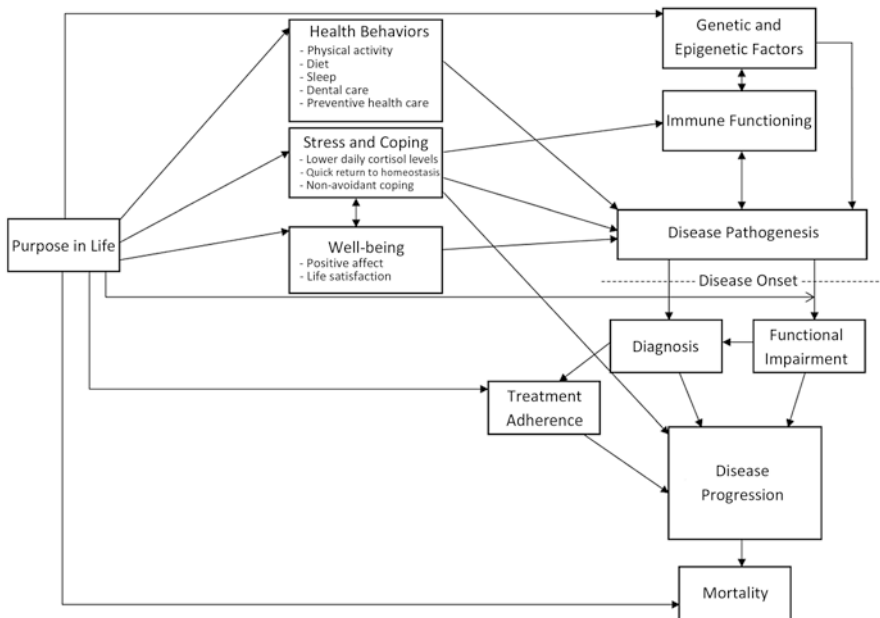 Health Behaviors
- Physical activity
- Diet
- Sleep
- Dental care
- Preventive health care
Genetic and
Epigenetic Factors
Immune Functioning
Stress and Coping
- Lower daily cortisol levels
- Quick return to homeostasis
- Non-avoidant coping
Purpose in Life
Well-being
- Positive affect
- Life satisfaction
Disease Pathogenesis
Disease Onset
Diagnosis
Functional
Impairment
Treatment
Adherence
Disease
Progression
Mortality